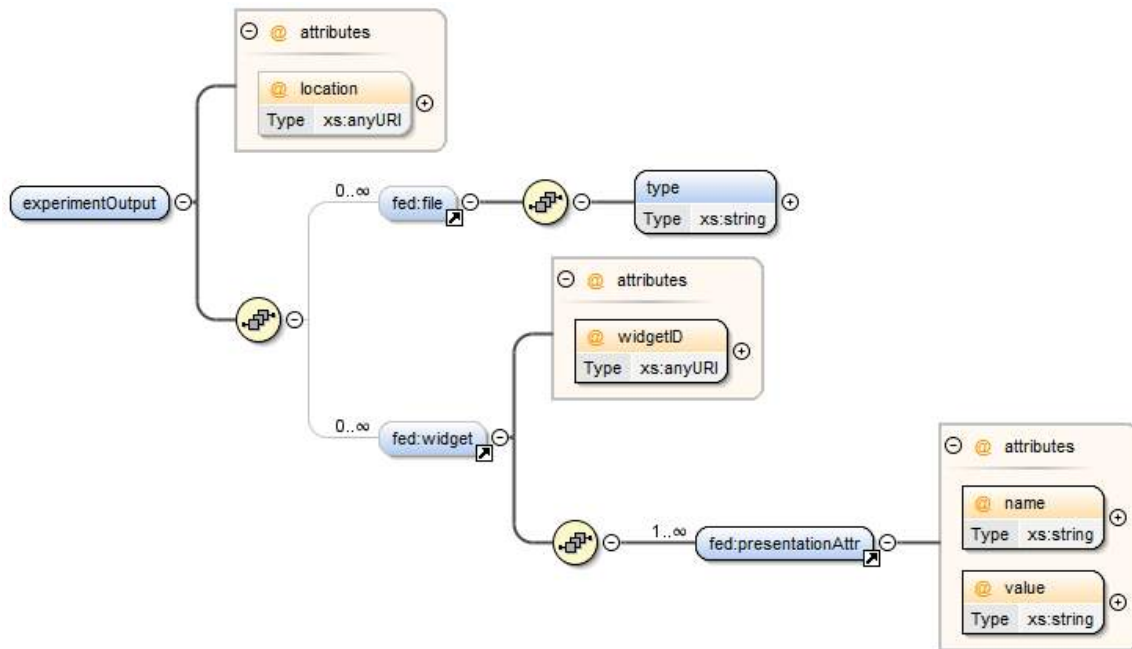 @ attributes
@ location
Type xs:anyURI
experimentOutput
0..∞
fed:file
type
Type xs:string
@ attributes
@ widgetID
Type xs:anyURI
0..∞
fed:widget
@ attributes
@ name
Type xs:string
1..∞
fed:presentationAttr
@ value
Type xs:string